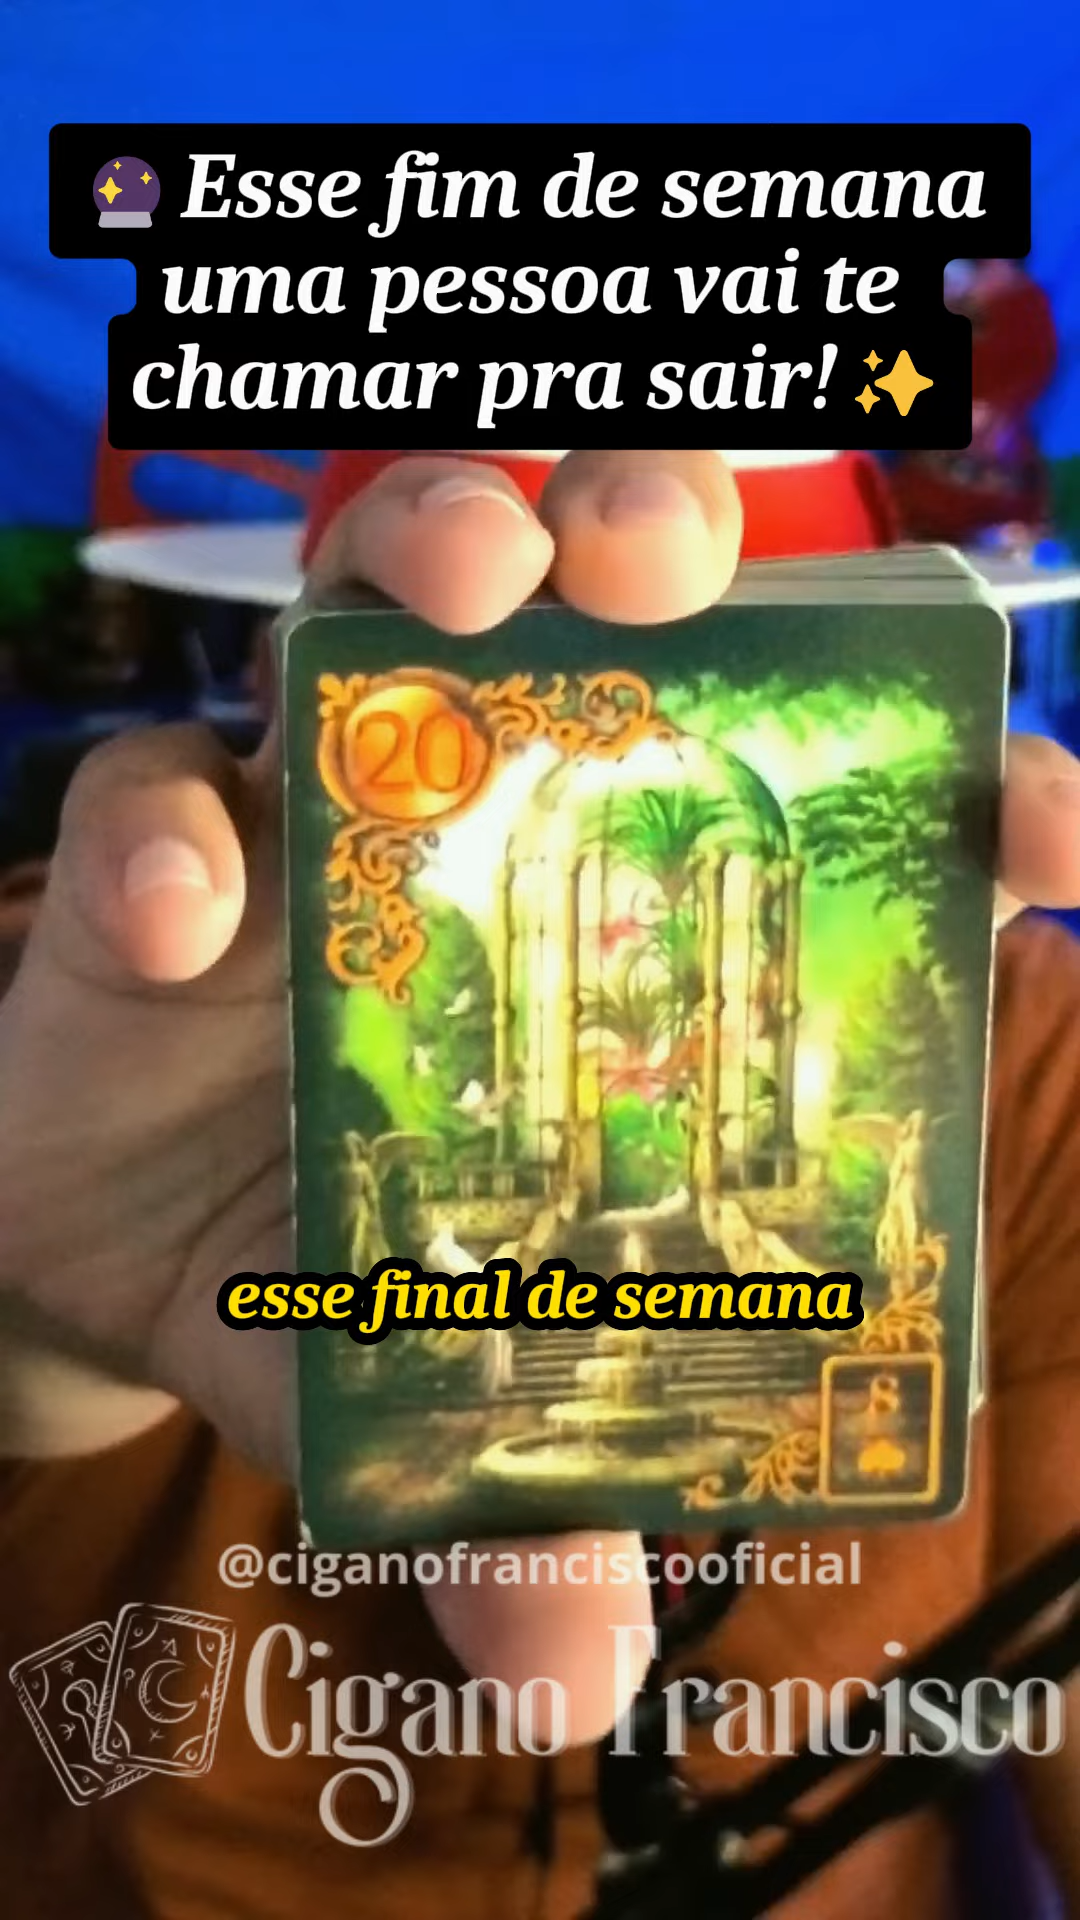 🔮 Esse fim de semana
uma pessoa vai te
chamar pra sair! ✨
20
esse final de semana
8
@ciganofranciscooficial
Cigano Francisco